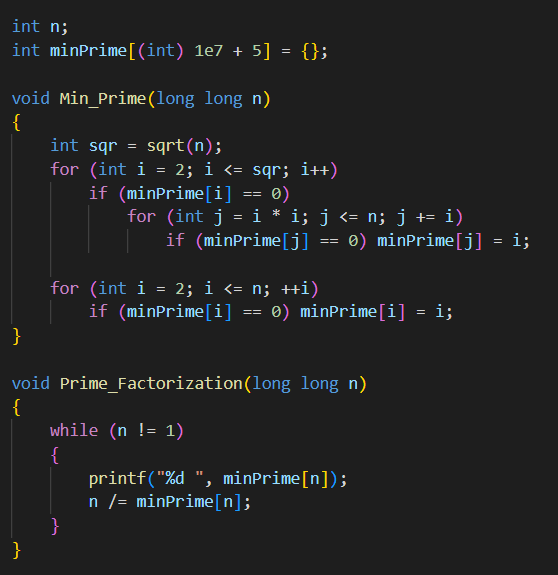 int n;
int minPrime[(int) 1e7 + 5] = {};
void Min_Prime(long long n)
{
int sqr = sqrt(n);
for (int i = 2; i <= sqr; i++)
if (minPrime[i] == 0)
for (int j = i * i; j <= n; j += i)
if (minPrime[j] == 0) minPrime[j] = i;
for (int i = 2; i <= n; ++i)
if (minPrime[i] == 0) minPrime[i] = i;
}
void Prime_Factorization(long long n)
{
while (n != 1)
{
printf("%d ", minPrime[n]);
n /= minPrime[n];
}
}